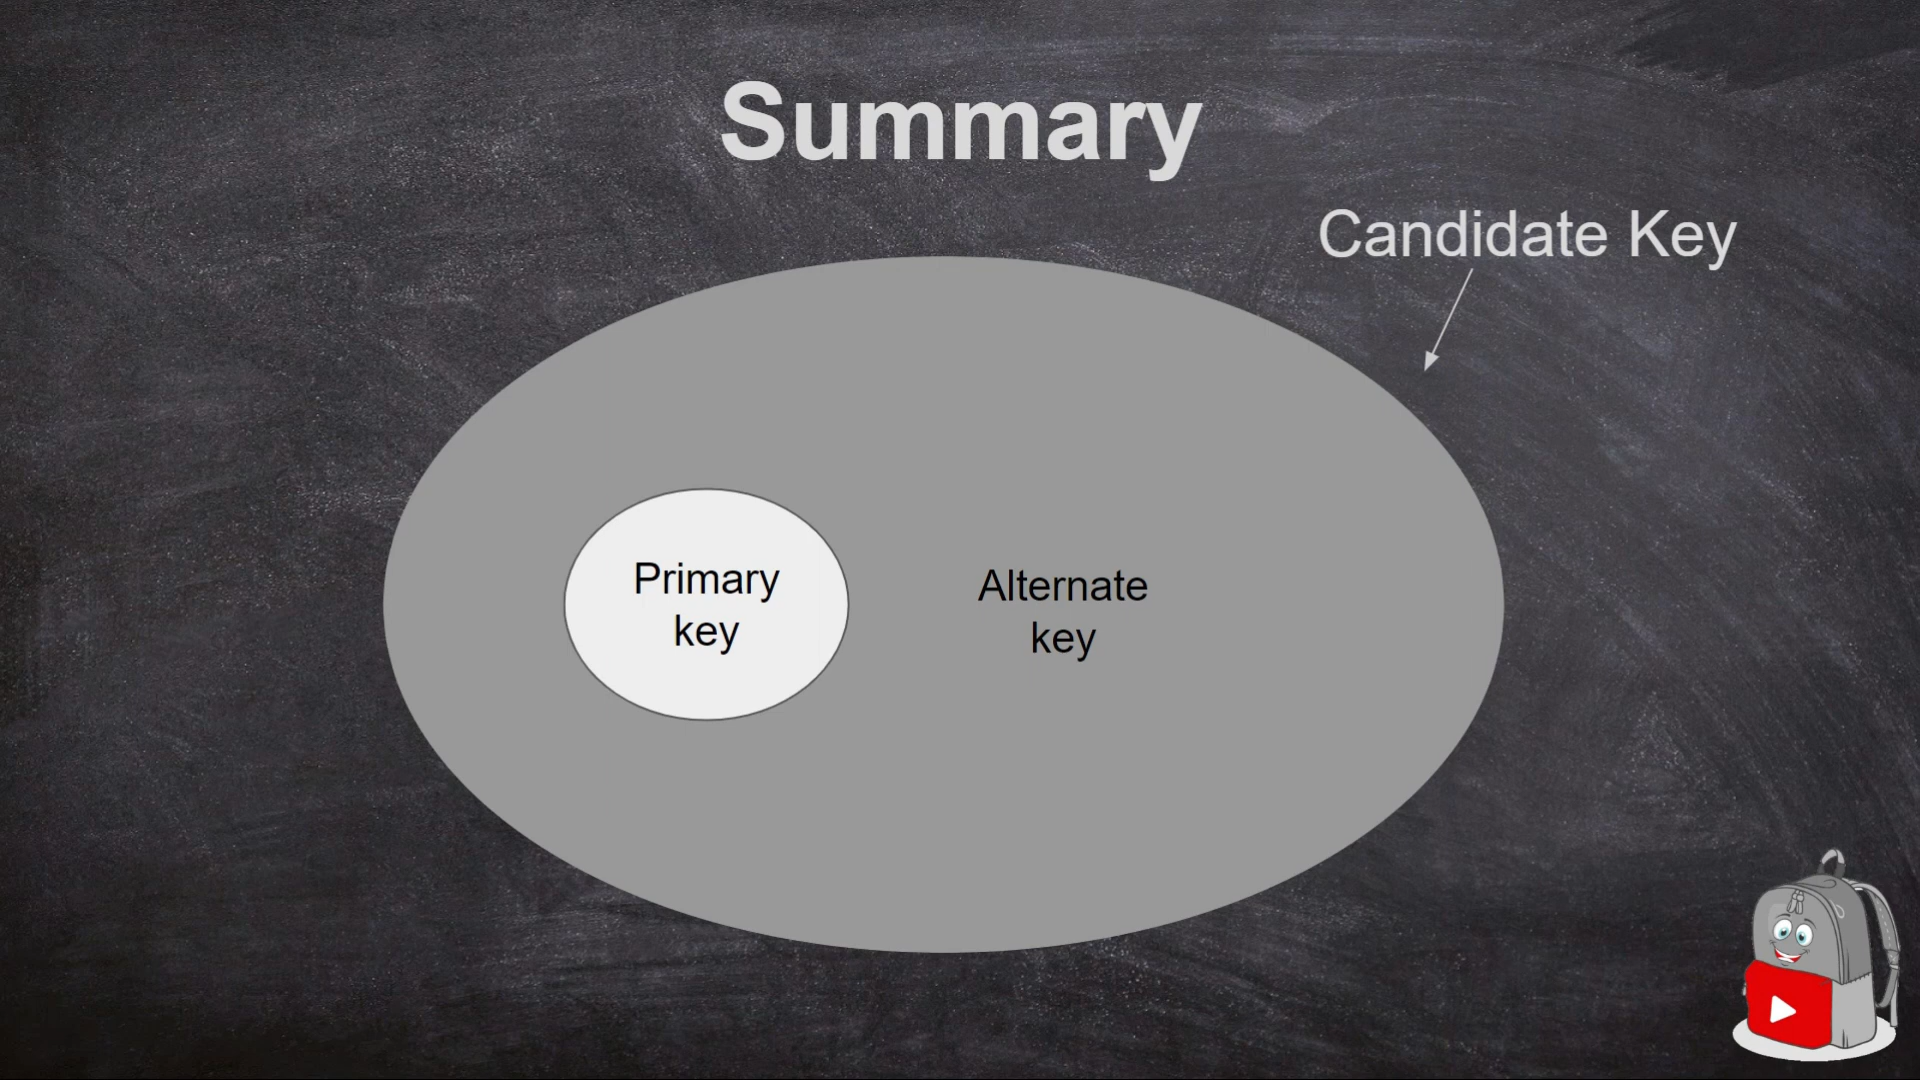 Summary
Candidate Key
Primary
key
Alternate
key